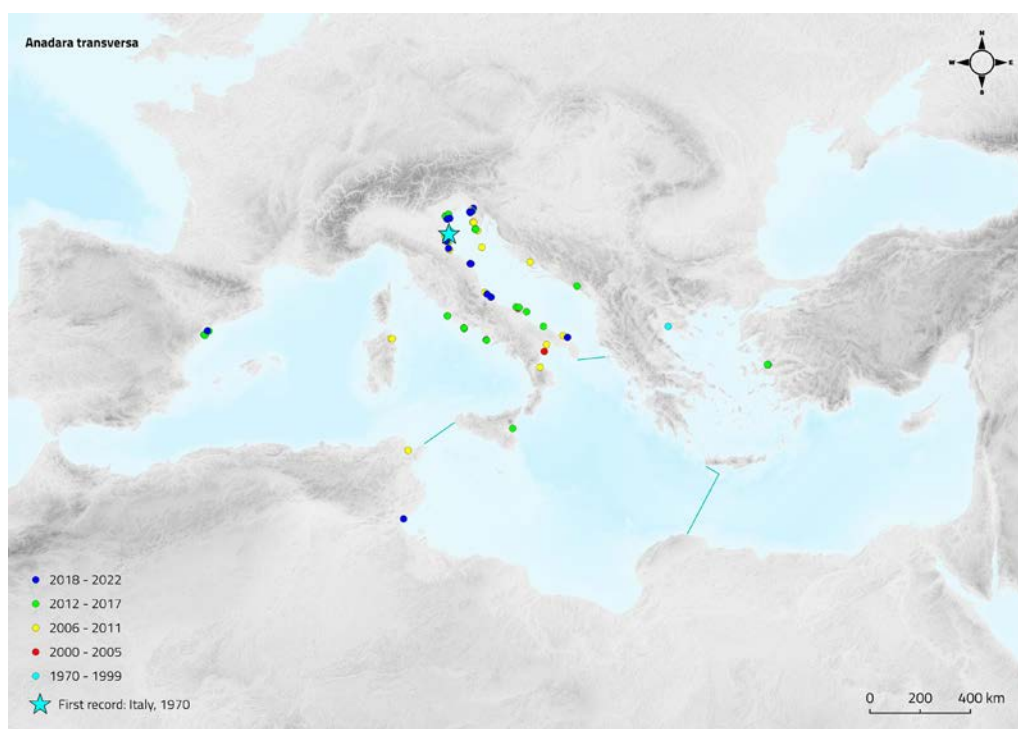 Anadara transversa
N
W E
S
2018 - 2022
2012 - 2017
2006 - 2011
2000 - 2005
1970 - 1999
First record: Italy, 1970
0 200 400 km